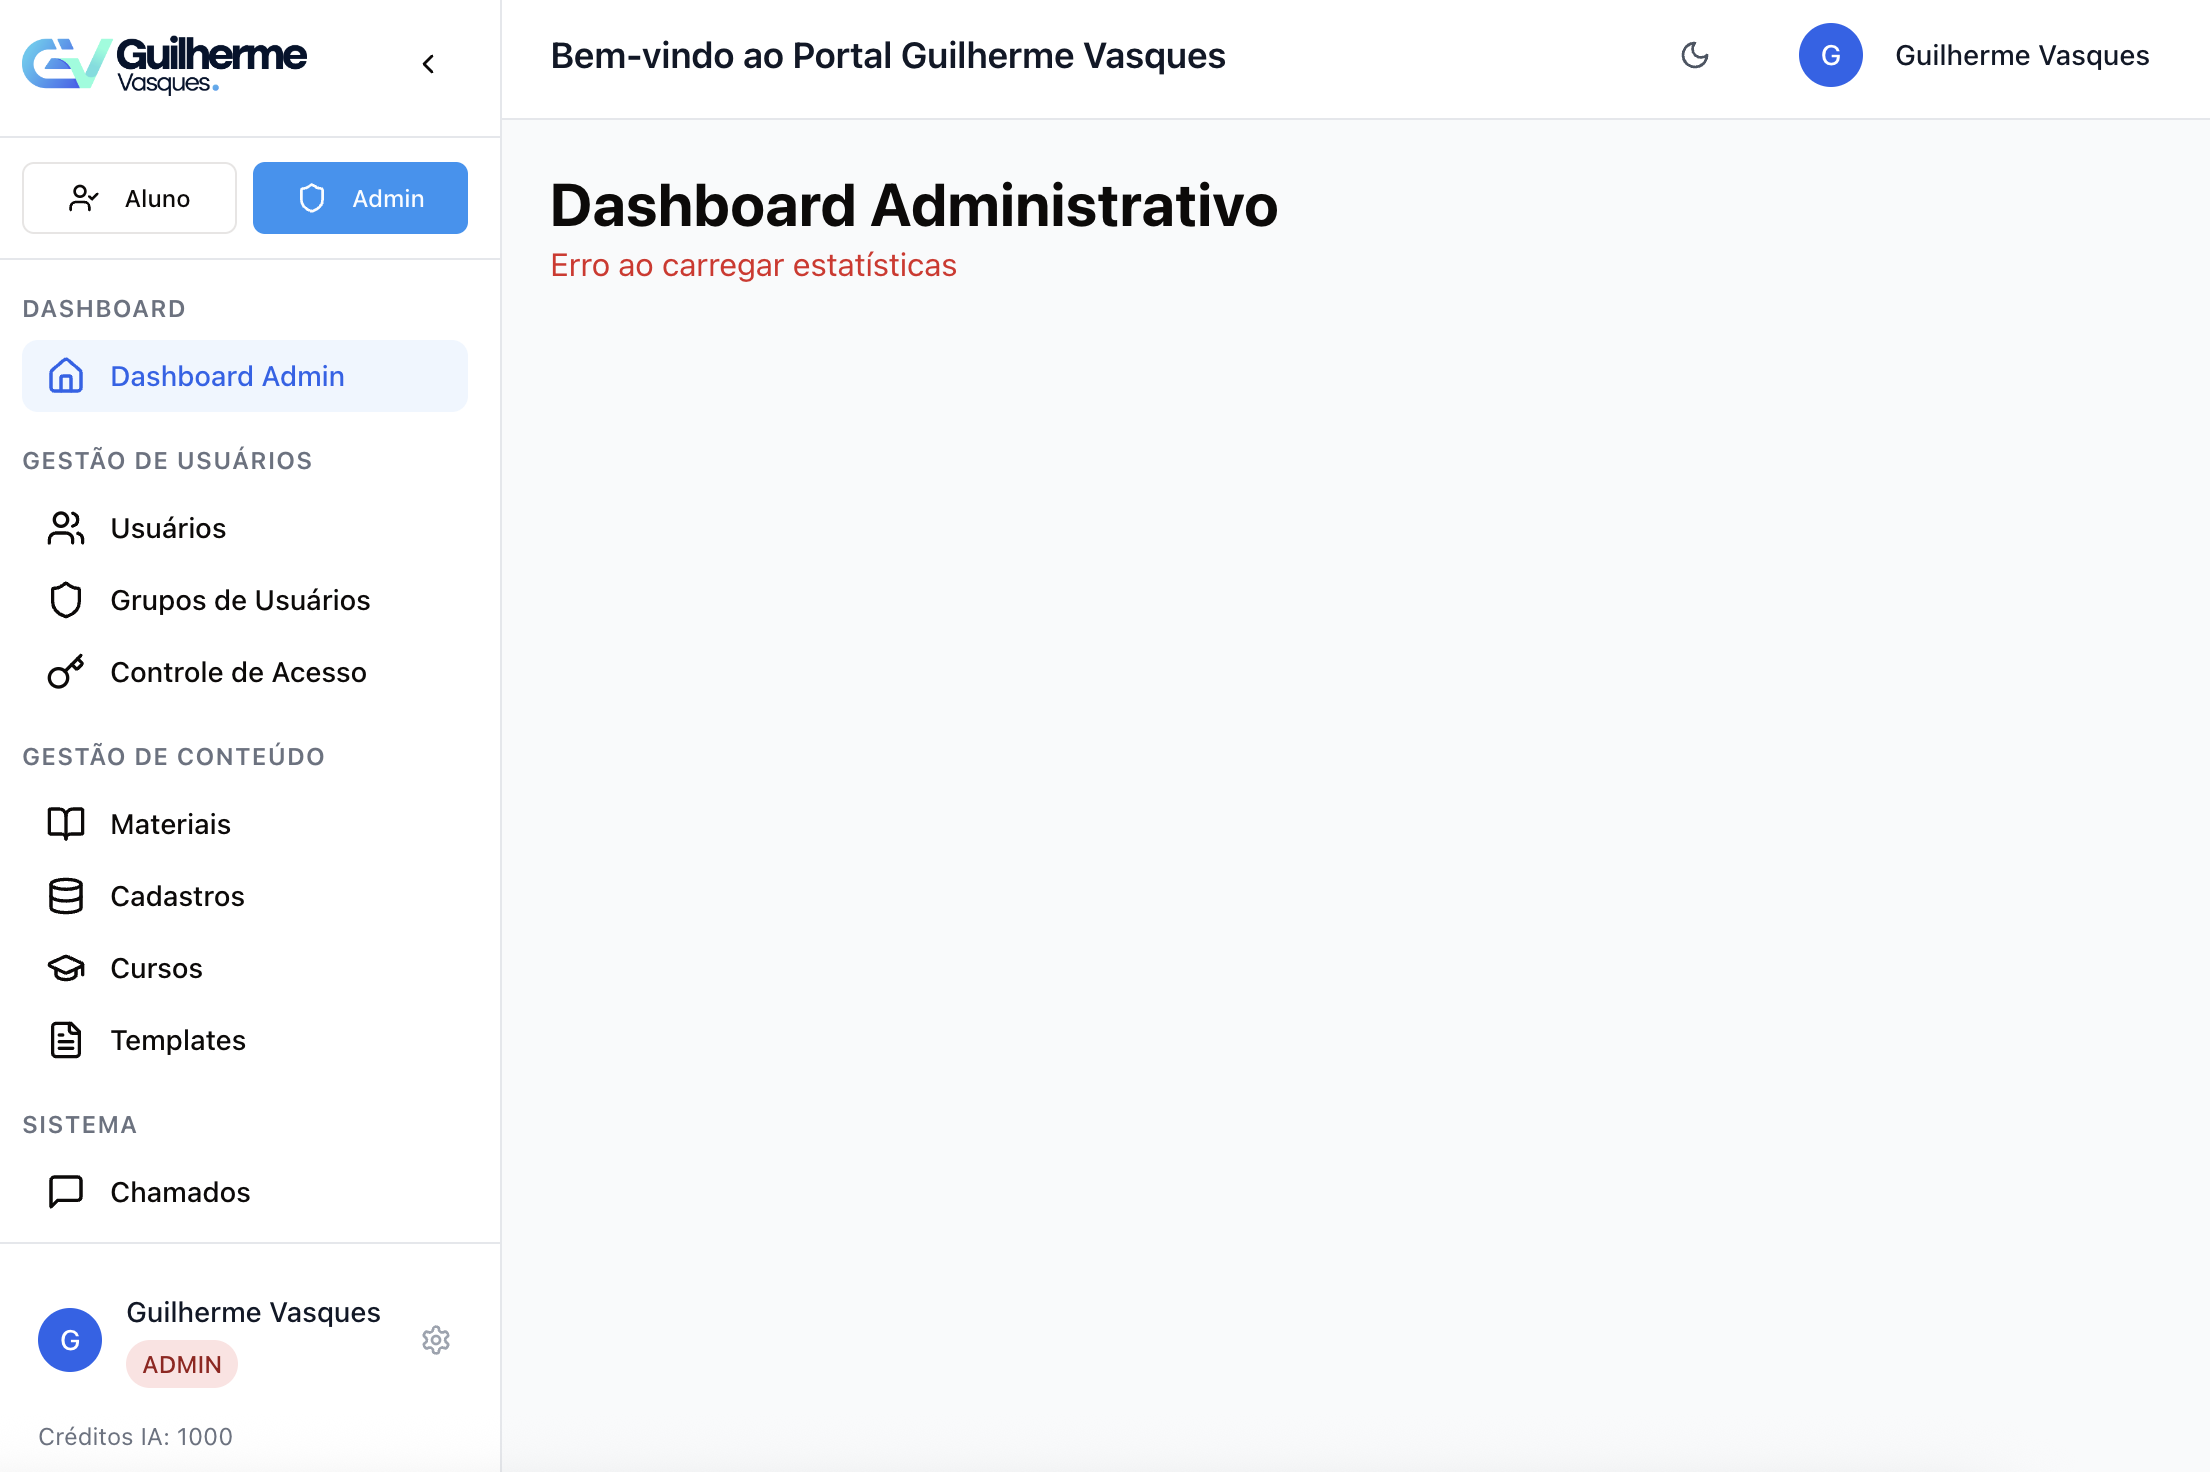 Guilherme
Vasques.
Bem-vindo ao Portal Guilherme Vasques
G
Guilherme Vasques
Aluno
Admin
DASHBOARD
Dashboard Admin
GESTÃO DE USUÁRIOS
Usuários
Grupos de Usuários
Controle de Acesso
GESTÃO DE CONTEÚDO
Materiais
Cadastros
Cursos
Templates
SISTEMA
Chamados
G
Guilherme Vasques
ADMIN
Créditos IA: 1000
Dashboard Administrativo
Erro ao carregar estatísticas